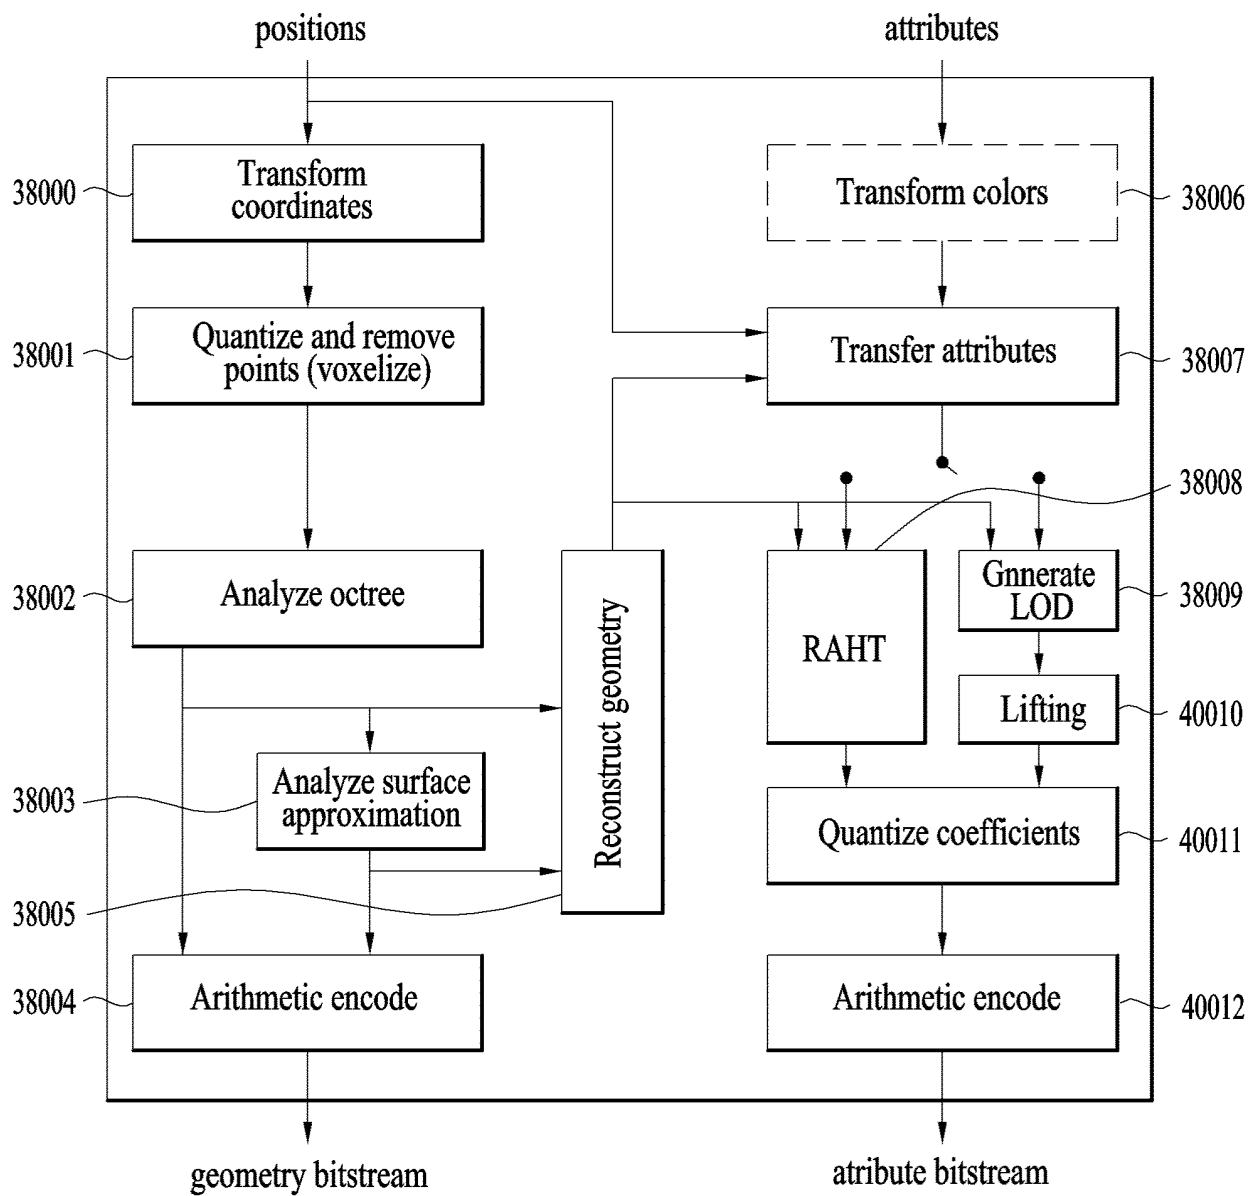 positions
attributes
Transform
coordinates
38000
Transform colors
38006
Quantize and remove
points (voxelize)
38001
Transfer attributes
38007
38008
Analyze octree
38002
Reconstruct geometry
RAHT
Gnnerate
LOD
38009
Lifting
40010
Analyze surface
approximation
38003
Quantize coefficients
40011
38005
Arithmetic encode
38004
Arithmetic encode
40012
geometry bitstream
atribute bitstream